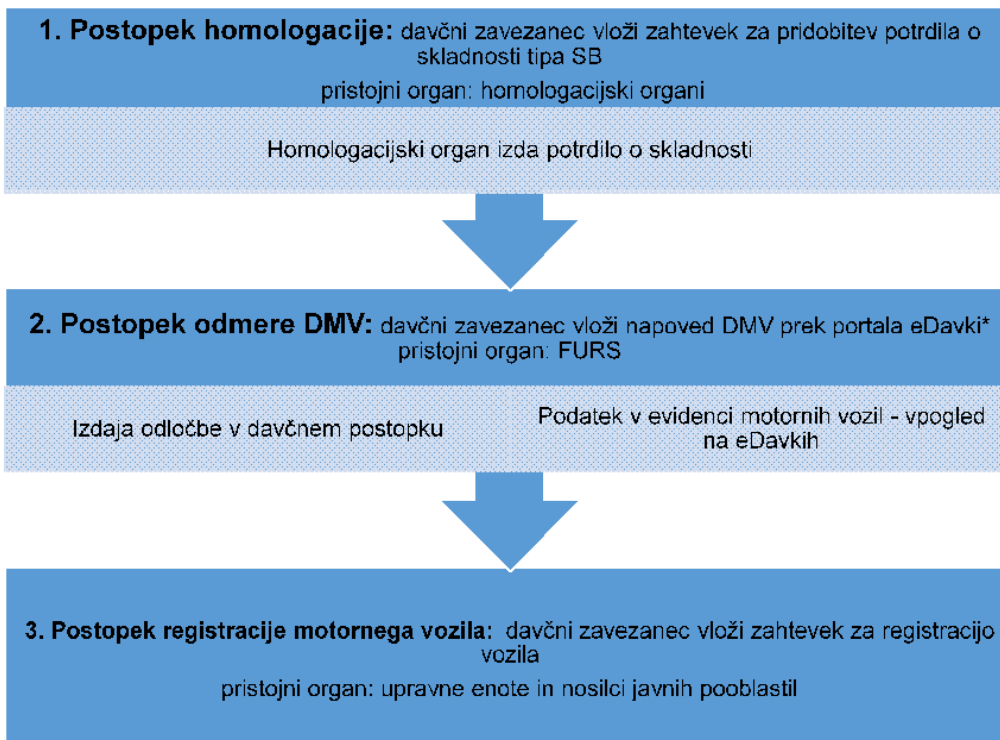 1. Postopek homologacije: davčni zavezanec vloži zahtevek za pridobitev potrdila o
skladnosti tipa SB
pristojni organ: homologacijski organi
Homologacijski organ izda potrdilo o skladnosti
2. Postopek odmere DMV: davčni zavezanec vloži napoved DMV prek portala eDavki*
pristojni organ: FURS
Izdaja odločbe v davčnem postopku
Podatek v evidenci motornih vozil - vpogled
na eDavkih
3. Postopek registracije motornega vozila: davčni zavezanec vloži zahtevek za registracijo
vozila
pristojni organ: upravne enote in nosilci javnih pooblastil